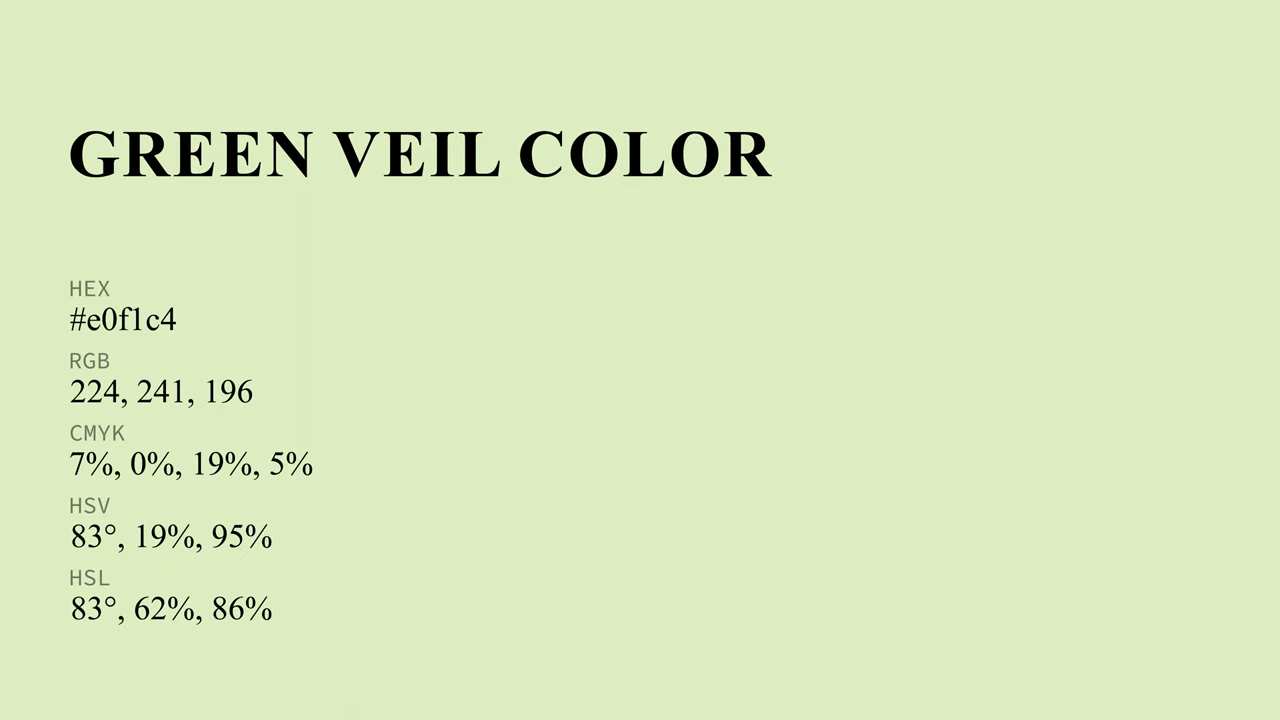 GREEN VEIL COLOR
HEX
#e0f1c4
RGB
224, 241, 196
CMYK
7%, 0%, 19%, 5%
HSV
83°, 19%, 95%
HSL
83°, 62%, 86%